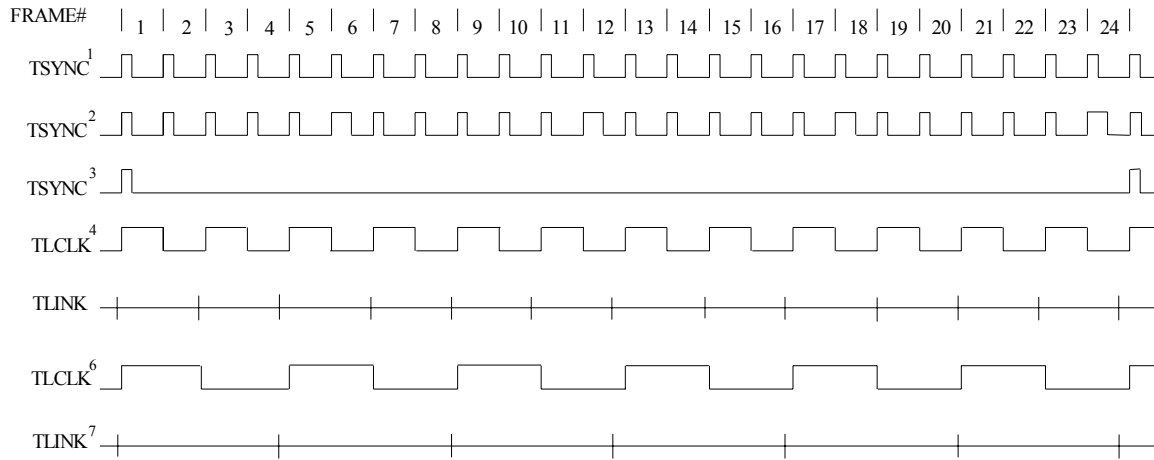 FRAME# 1 2 3 4 5 6 7 8 9 10 11 12 13 14 15 16 17 18 19 20 21 22 23 24
TSYNC1
TSYNC2
TSYNC3
TLCLK4
TLINK
TLCLK6
TLINK7